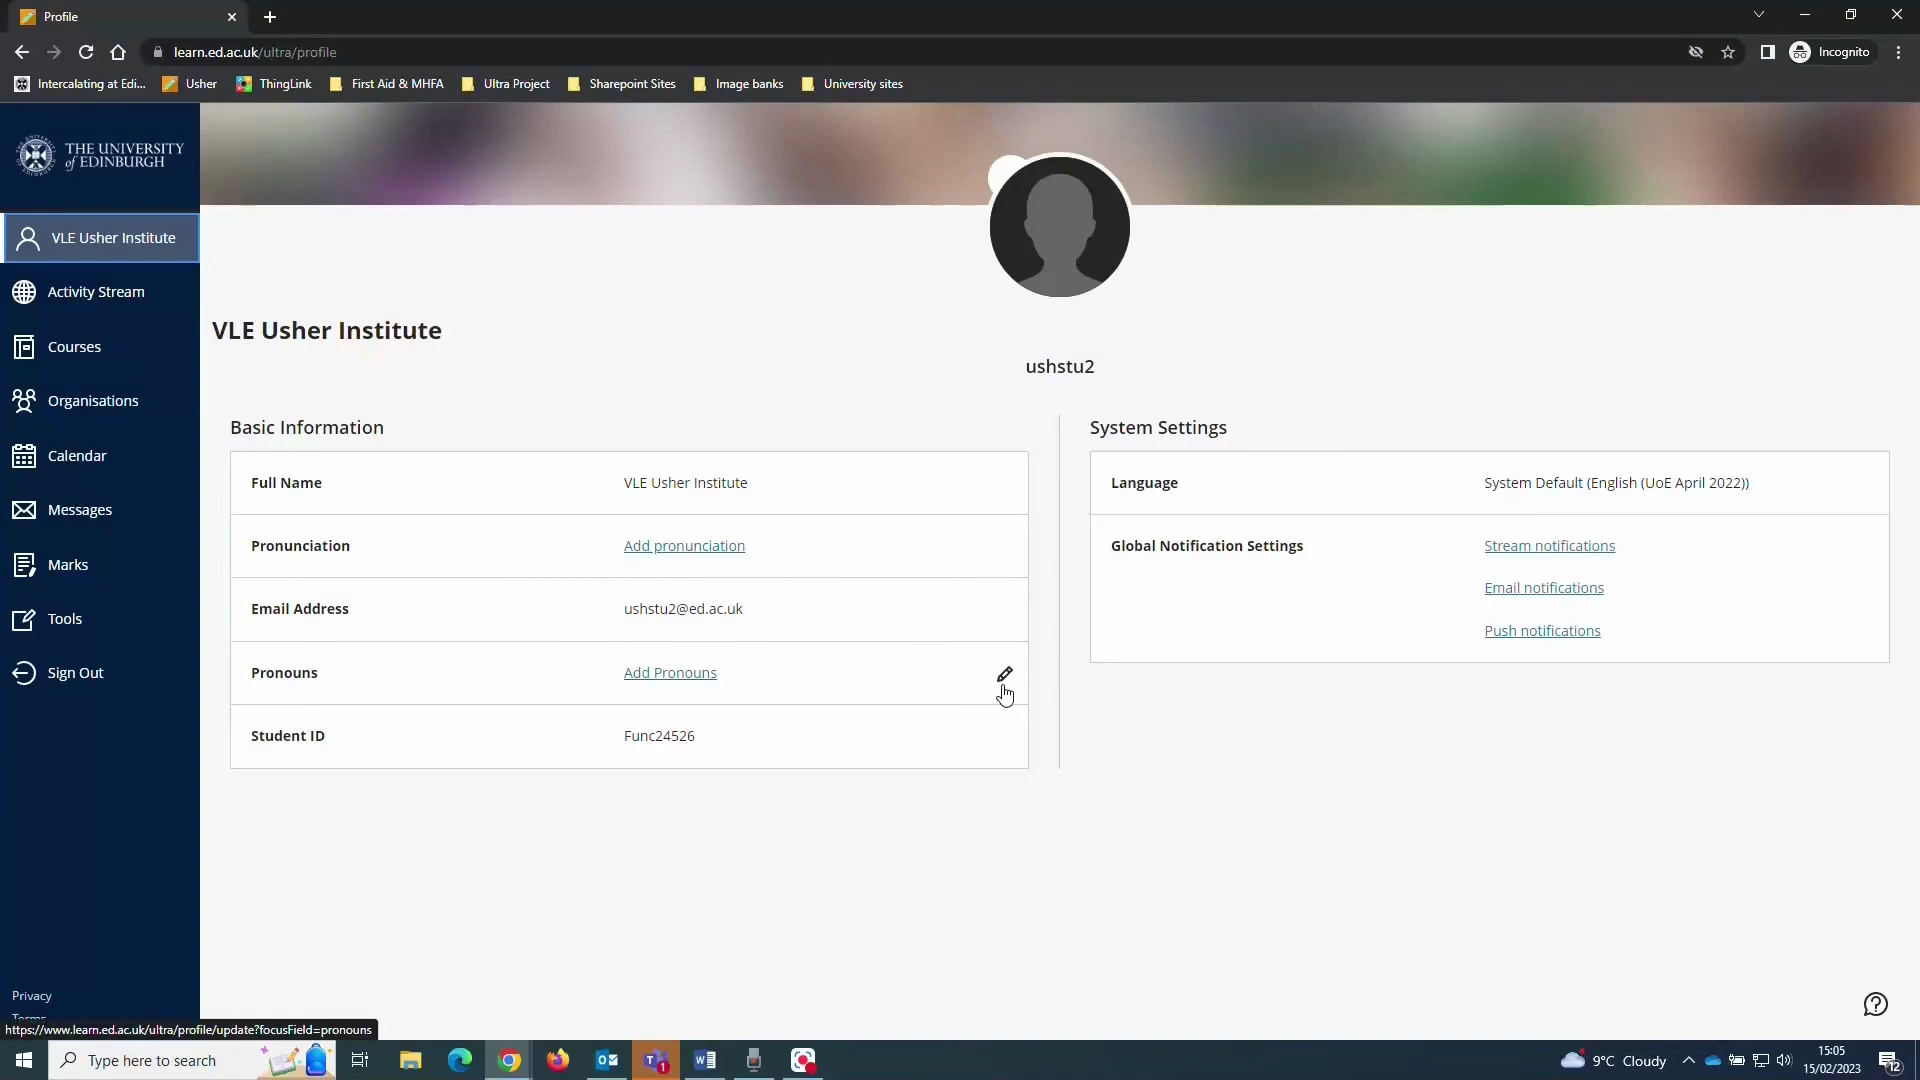 Profile
learn.ed.ac.uk/ultra/profile
Incognito
Intercalating at Edi...
Usher
ThingLink
First Aid & MHFA
Ultra Project
Sharepoint Sites
Image banks
University sites
THE UNIVERSITY
of EDINBURGH
VLE Usher Institute
Activity Stream
Courses
Organisations
Calendar
Messages
Marks
Tools
Sign Out
Privacy
Terms
VLE Usher Institute
ushstu2
Basic Information
Full Name VLE Usher Institute
Pronunciation Add pronunciation
Email Address ushstu2@ed.ac.uk
Pronouns Add Pronouns
Student ID Func24526
System Settings
Language System Default (English (UoE April 2022))
Global Notification Settings Stream notifications
Email notifications
Push notifications
https://www.learn.ed.ac.uk/ultra/profile/update?focusField=pronouns
Type here to search
1
9°C Cloudy
15:05
15/02/2023
12